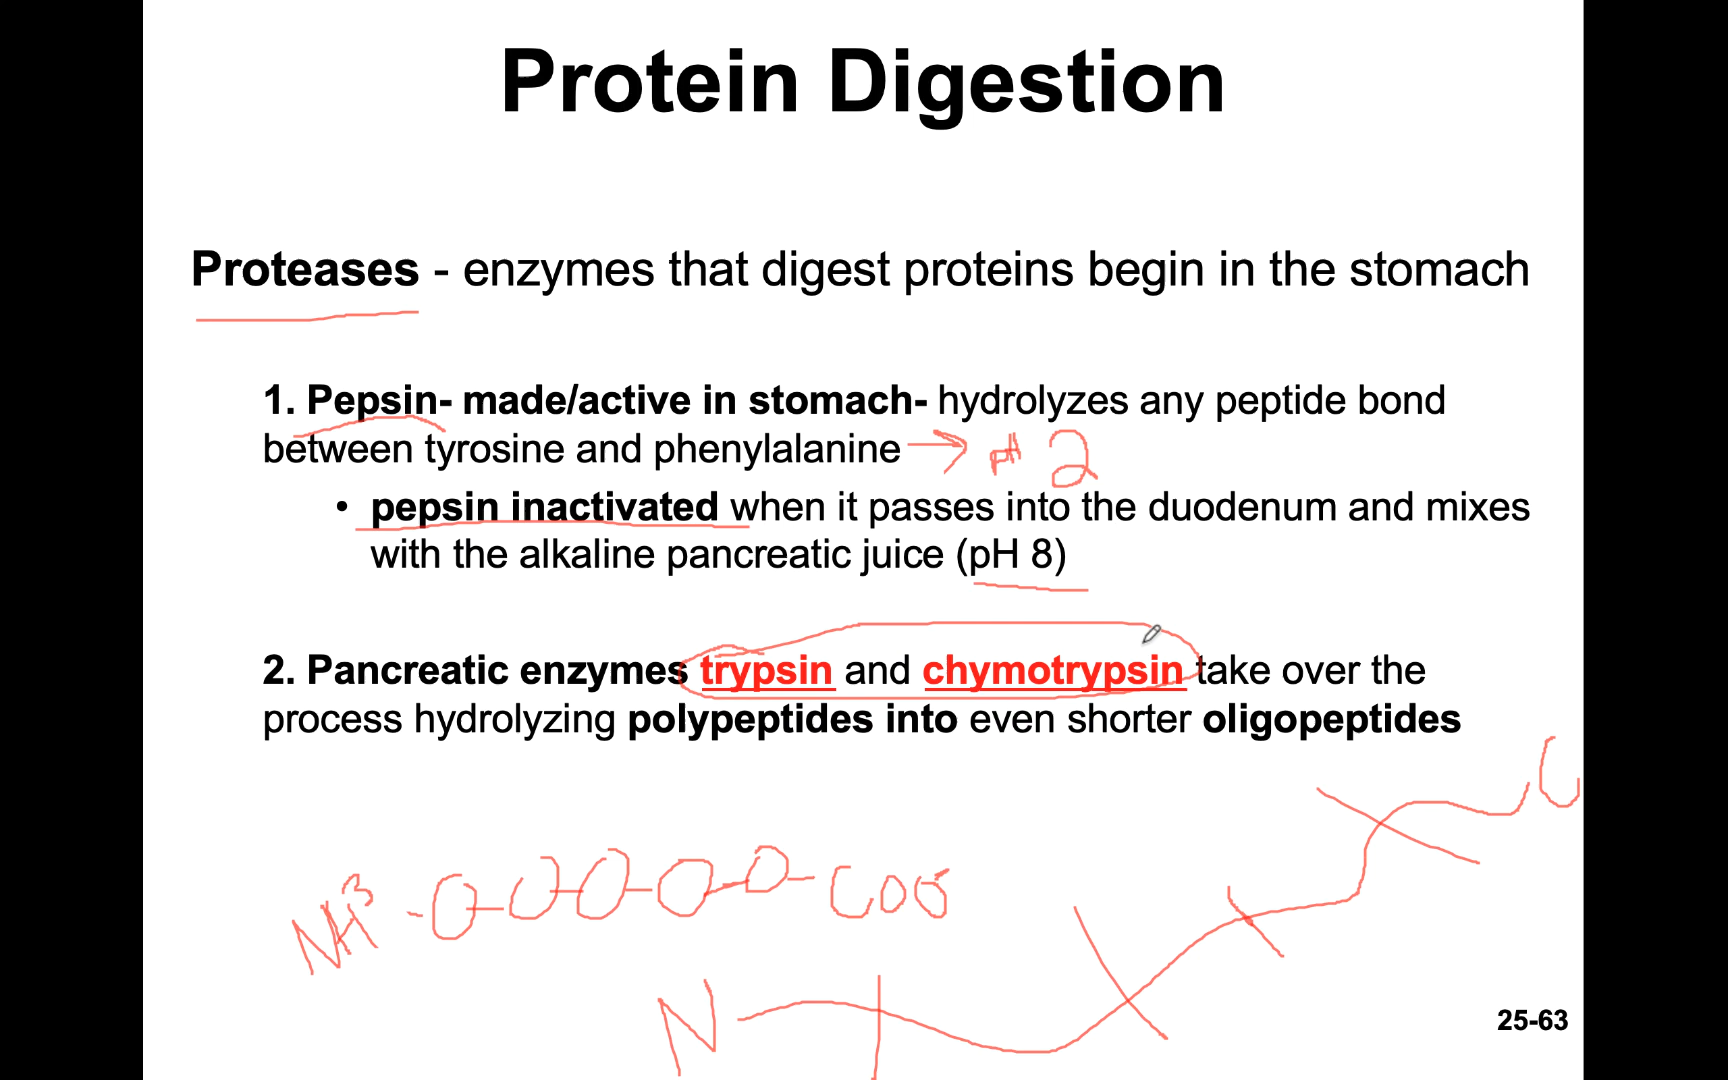 Protein Digestion
Proteases - enzymes that digest proteins begin in the stomach
1. Pepsin- made/active in stomach- hydrolyzes any peptide bond
between tyrosine and phenylalanine → pH 2
• pepsin inactivated when it passes into the duodenum and mixes
with the alkaline pancreatic juice (pH 8)
2. Pancreatic enzymes trypsin and chymotrypsin take over the
process hydrolyzing polypeptides into even shorter oligopeptides
C
NH3 -O-O-O-O-O- COO
N
25-63